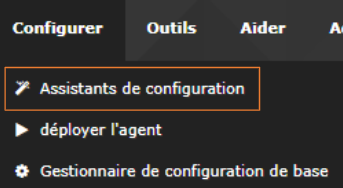 Configurer Outils Aider
Assistants de configuration
déployer l'agent
Gestionnaire de configuration de base